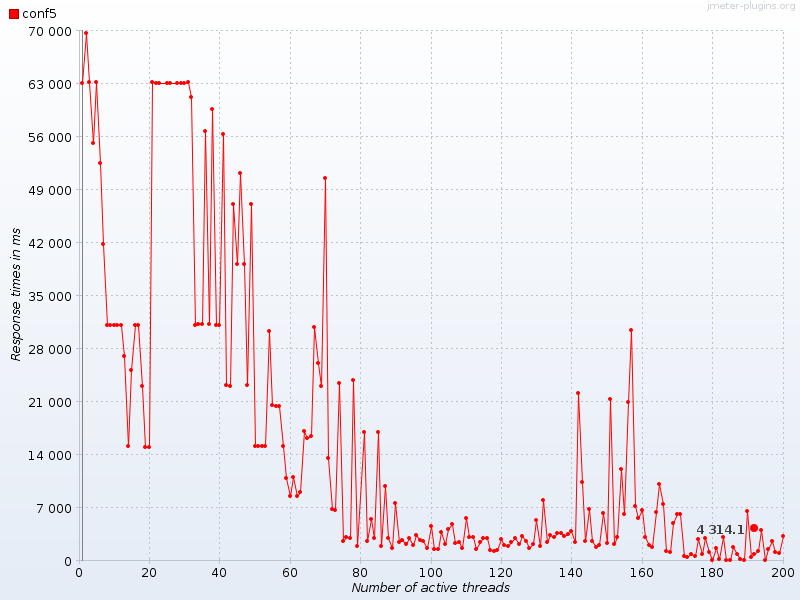 jmeter-plugins.org
conf5
70 000
63 000
56 000
49 000
42 000
35 000
28 000
21 000
14 000
7 000
0
Response times in ms
4 314.1
0 20 40 60 80 100 120 140 160 180 200
Number of active threads